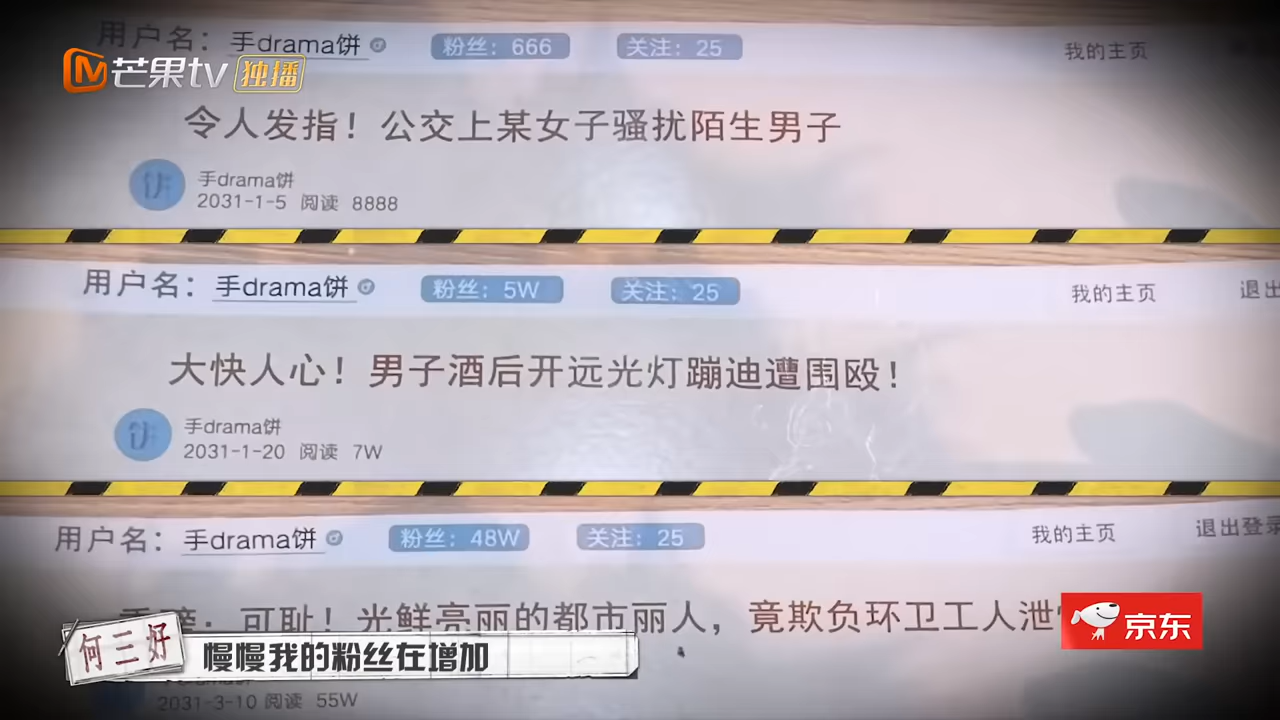 用户名：手drama饼 粉丝：666 关注：25 我的主页
芒果tv 独播
令人发指！公交上某女子骚扰陌生男子
饼 手drama饼
2031-1-5 阅读 8888
用户名：手drama饼 粉丝：5W 关注：25 我的主页 退出
大快人心！男子酒后开远光灯蹦迪遭围殴！
饼 手drama饼
2031-1-20 阅读 7W
用户名：手drama饼 粉丝：48W 关注：25 我的主页 退出登录
可耻！光鲜亮丽的都市丽人，竟欺负环卫工人泄
京东
何三好 慢慢我的粉丝在增加
2031-3-10 阅读 55W